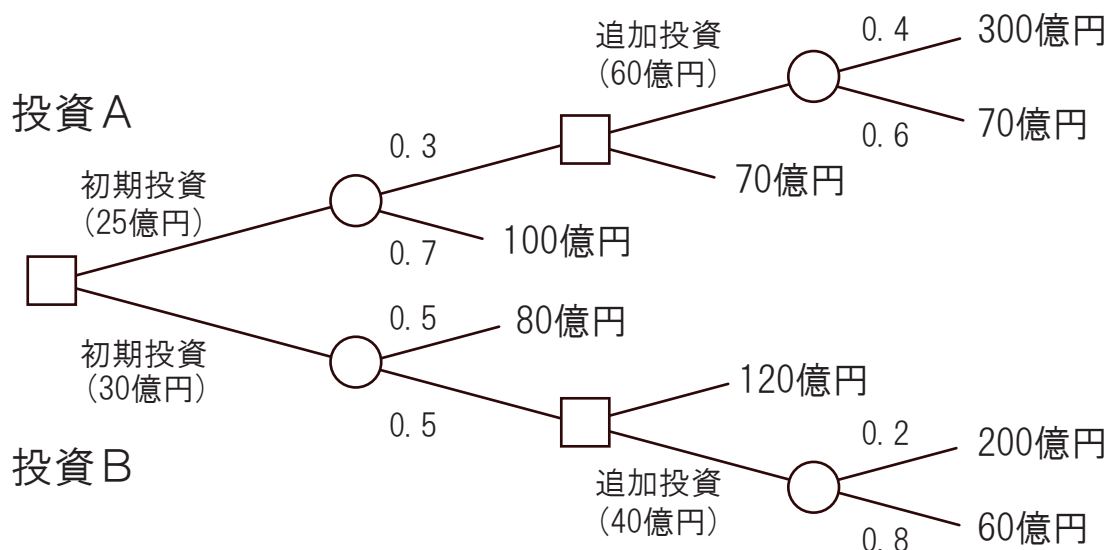 投資A
初期投資
(25億円)
0.3
0.7
100億円
追加投資
(60億円)
70億円
0.4
0.6
300億円
70億円
投資B
初期投資
(30億円)
0.5
0.5
80億円
120億円
追加投資
(40億円)
0.2
0.8
200億円
60億円